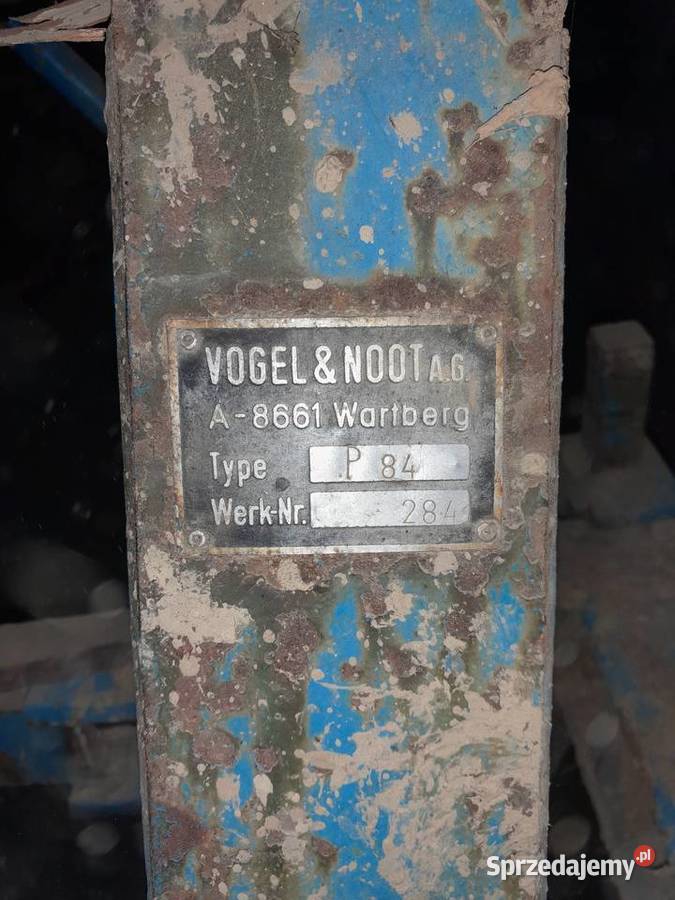 VOGEL & NOOT A.G.
A-8661 Wartberg
Type P 84
Werk-Nr. 284
Sprzedajemy.pl